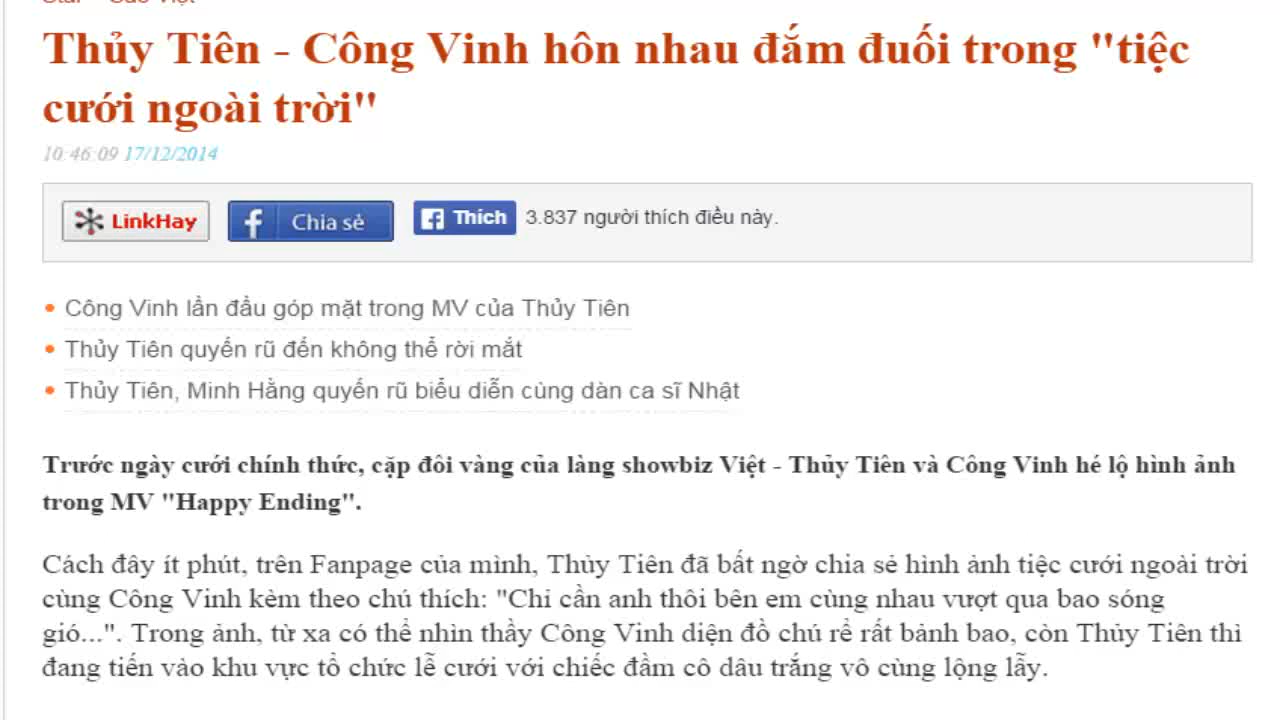 Star - Sao Việt
Thủy Tiên - Công Vinh hôn nhau đắm đuối trong "tiệc
cưới ngoài trời"
10:46:09 17/12/2014
LinkHay
Chia sẻ
Thích
3.837 người thích điều này.
Công Vinh lần đầu góp mặt trong MV của Thủy Tiên
Thủy Tiên quyến rũ đến không thể rời mắt
Thủy Tiên, Minh Hằng quyến rũ biểu diễn cùng dàn ca sĩ Nhật
Trước ngày cưới chính thức, cặp đôi vàng của làng showbiz Việt - Thủy Tiên và Công Vinh hé lộ hình ảnh
trong MV "Happy Ending".
Cách đây ít phút, trên Fanpage của mình, Thủy Tiên đã bất ngờ chia sẻ hình ảnh tiệc cưới ngoài trời
cùng Công Vinh kèm theo chú thích: "Chỉ cần anh thôi bên em cùng nhau vượt qua bao sóng
gió...". Trong ảnh, từ xa có thể nhìn thấy Công Vinh diện đồ chú rể rất bảnh bao, còn Thủy Tiên thì
đang tiến vào khu vực tổ chức lễ cưới với chiếc đầm cô dâu trắng vô cùng lộng lẫy.